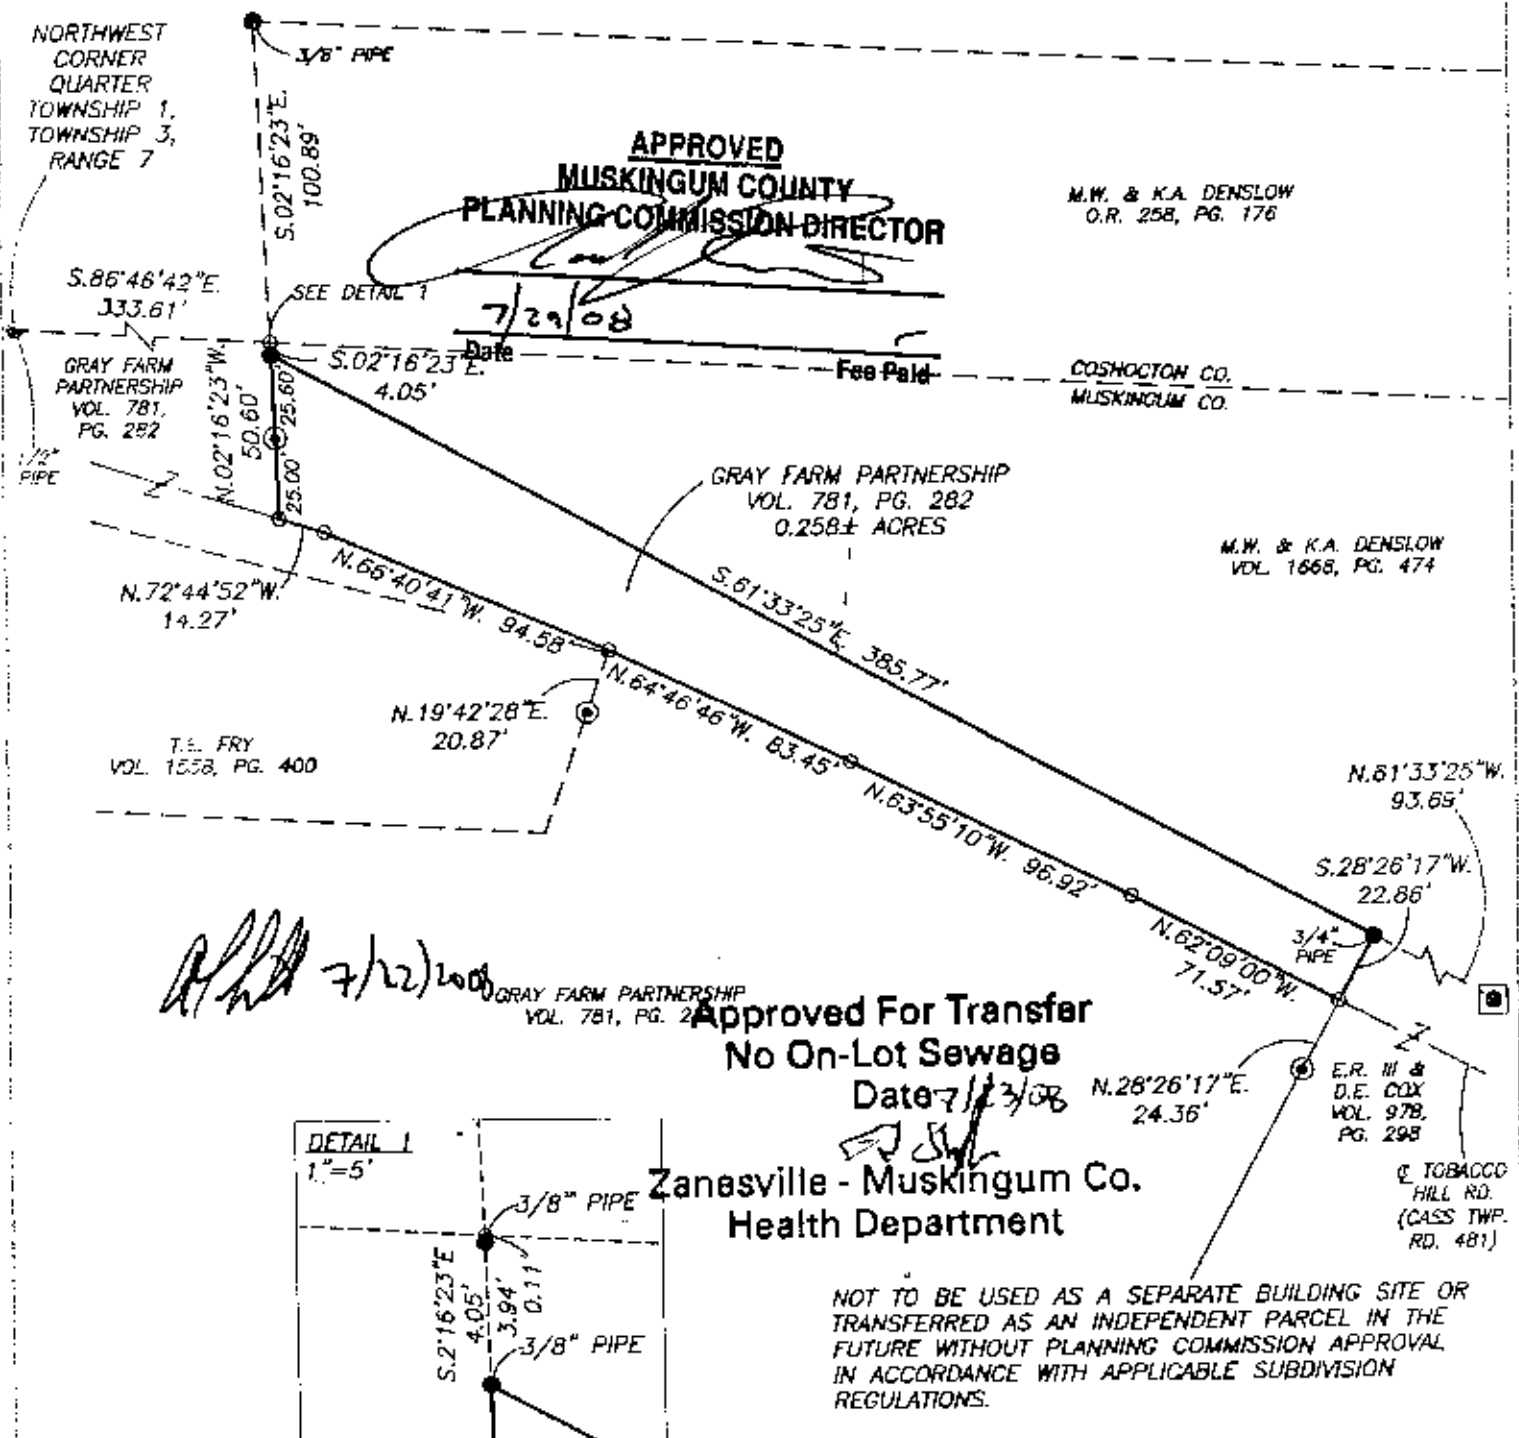 NORTHWEST
CORNER
QUARTER
TOWNSHIP 1,
TOWNSHIP 3,
RANGE 7
3/8" PIPE
S.02°16'23"E.
100.89'
APPROVED
MUSKINGUM COUNTY
PLANNING COMMISSION DIRECTOR
7/29/08
Date
Fee Paid
M.W. & K.A. DENSLOW
O.R. 258, PG. 176
S.86°46'42"E.
333.61'
SEE DETAIL 1
GRAY FARM
PARTNERSHIP
VOL. 781,
PG. 282
S.02°16'23"E.
4.05'
COSHOCTON CO.
MUSKINGUM CO.
PIPE
N.02°16'23"W.
50.60'
25.60'
25.00'
GRAY FARM PARTNERSHIP
VOL. 781, PG. 282
0.258± ACRES
M.W. & K.A. DENSLOW
VOL. 1668, PG. 474
N.72°44'52"W.
14.27'
N.66°40'41"W. 94.58'
S.61°33'25"E. 385.77'
N.19°42'28"E.
20.87'
N.64°46'46"W. 83.45'
FRY
PG. 400
N.63°55'10"W. 96.92'
N.61°33'25"W.
93.69'
S.28°26'17"W.
22.86'
3/4"
PIPE
N.62°09'00"W.
71.57'
7/22/2008
GRAY FARM PARTNERSHIP
VOL. 781, PG.
Approved For Transfer
No On-Lot Sewage
Date 7/23/08
Zanesville - Muskingum Co.
Health Department
N.28°26'17"E.
24.36'
E.R. III &
D.E. COX
VOL. 978,
PG. 298
℄ TOBACCO
HILL RD.
(CASS TWP.
RD. 481)
DETAIL 1
1"=5'
3/8" PIPE
S.2°16'23"E
4.05'
3.94'
0.11'
3/8" PIPE
NOT TO BE USED AS A SEPARATE BUILDING SITE OR
TRANSFERRED AS AN INDEPENDENT PARCEL IN THE
FUTURE WITHOUT PLANNING COMMISSION APPROVAL
IN ACCORDANCE WITH APPLICABLE SUBDIVISION
REGULATIONS.